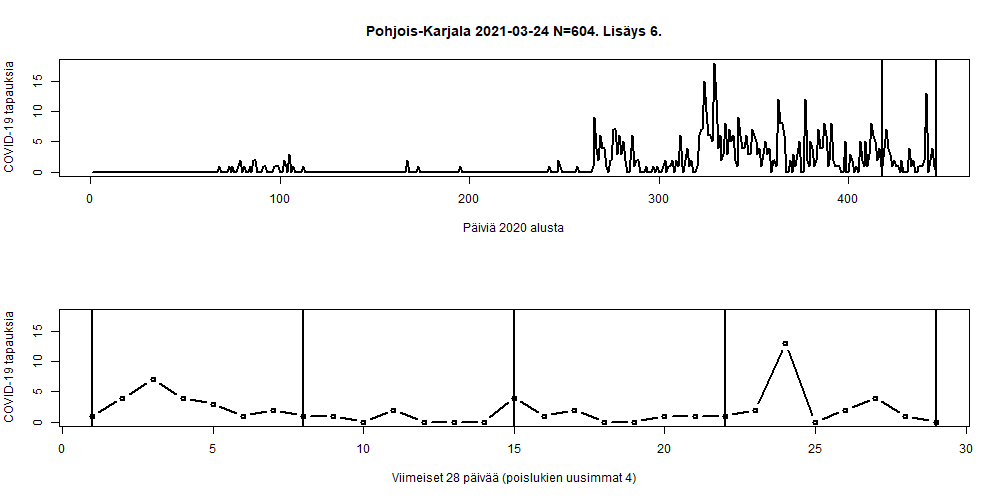 Pohjois-Karjala 2021-03-24 N=604. Lisäys 6.
COVID-19 tapauksia
15
10
5
0
0 100 200 300 400
Päiviä 2020 alusta
COVID-19 tapauksia
15
10
5
0
0 5 10 15 20 25 30
Viimeiset 28 päivää (poislukien uusimmat 4)